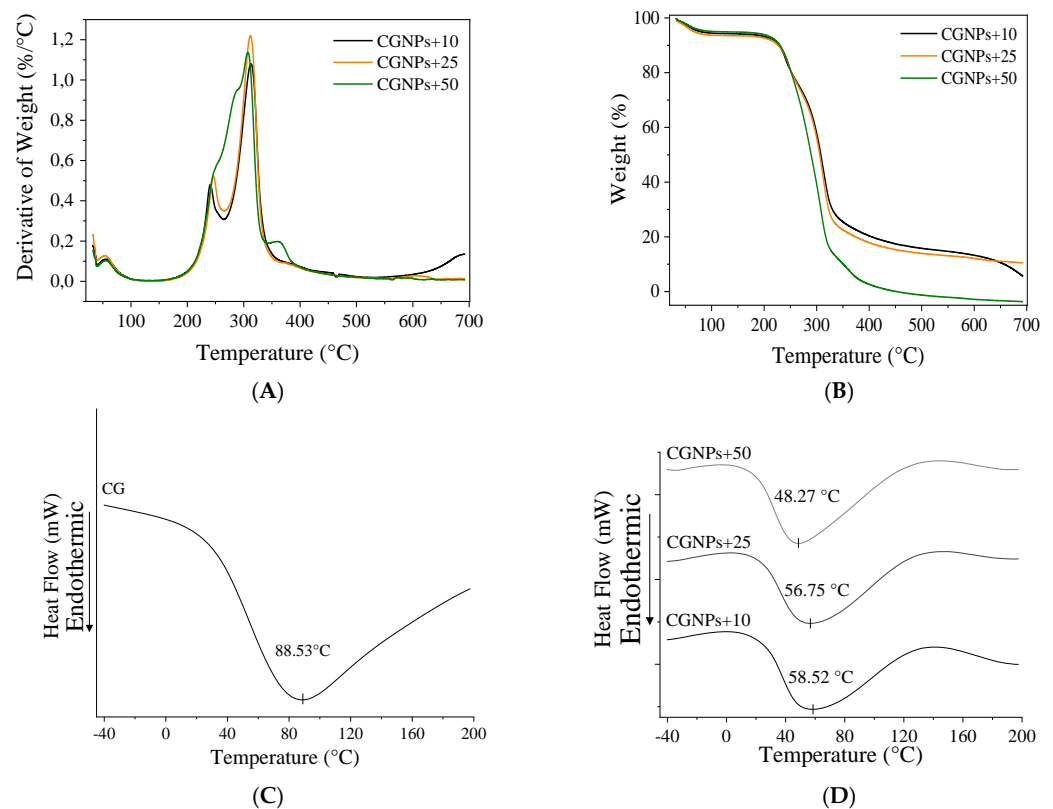 Derivative of Weight (%/°C)
1,2
1,0
0,8
0,6
0,4
0,2
0,0
CGNPs+10
CGNPs+25
CGNPs+50
100 200 300 400 500 600 700
Temperature (°C)
(A)
Weight (%)
100
80
60
40
20
0
CGNPs+10
CGNPs+25
CGNPs+50
100 200 300 400 500 600 700
Temperature (°C)
(B)
Heat Flow (mW)
Endothermic
CG
88.53°C
-40 0 40 80 120 160 200
Temperature (°C)
(C)
Heat Flow (mW)
Endothermic
CGNPs+50
48.27 °C
CGNPs+25
56.75 °C
CGNPs+10
58.52 °C
-40 0 40 80 120 160 200
Temperature (°C)
(D)